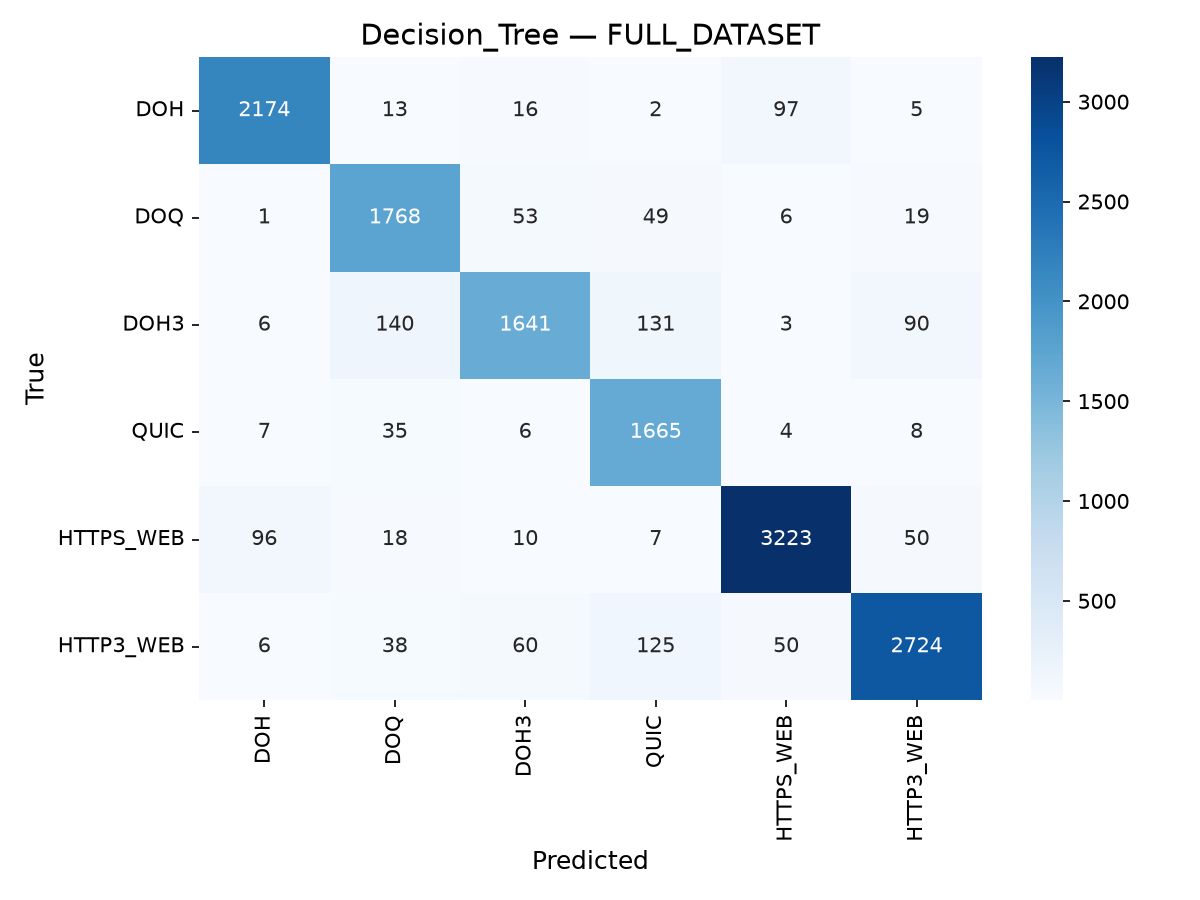 Decision_Tree — FULL_DATASET
DOH 2174 13 16 2 97 5
DOQ 1 1768 53 49 6 19
DOH3 6 140 1641 131 3 90
QUIC 7 35 6 1665 4 8
HTTPS_WEB 96 18 10 7 3223 50
HTTP3_WEB 6 38 60 125 50 2724
True
DOH DOQ DOH3 QUIC HTTPS_WEB HTTP3_WEB
Predicted
3000
2500
2000
1500
1000
500